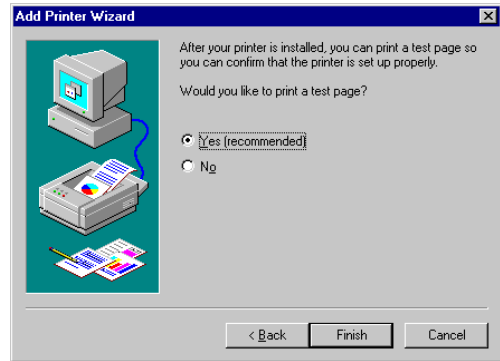 Add Printer Wizard
After your printer is installed, you can print a test page so
you can confirm that the printer is set up properly.
Would you like to print a test page?
Yes (recommended)
No
< Back
Finish
Cancel